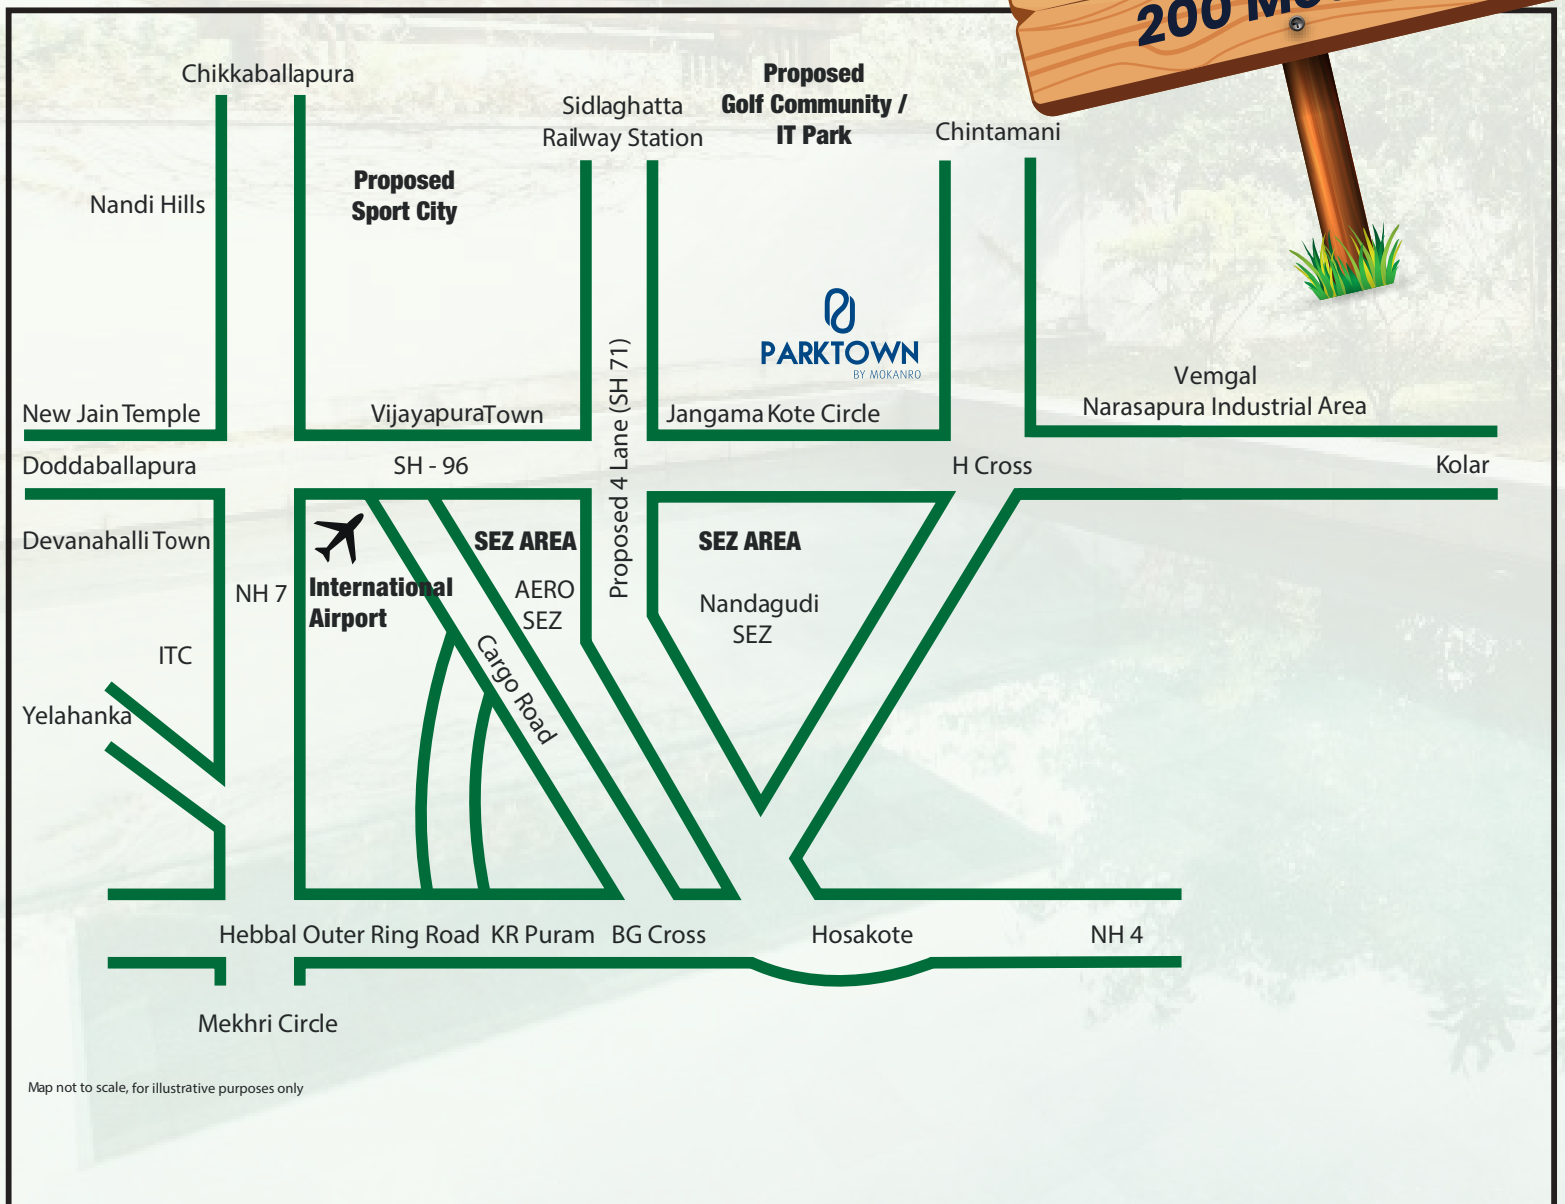 200
Chikkaballapura
Proposed
Golf Community /
IT Park
Sidlaghatta
Railway Station
Chintamani
Proposed
Sport City
Nandi Hills
PARKTOWN
BY MOKANRO
Vemgal
Narasapura Industrial Area
New Jain Temple
Vijayapura Town
Proposed 4 Lane (SH 71)
Jangama Kote Circle
Doddaballapura
SH - 96
H Cross
Kolar
Devanahalli Town
SEZ AREA
SEZ AREA
NH 7
International
Airport
AERO
SEZ
Nandagudi
SEZ
ITC
Cargo Road
Yelahanka
Hebbal Outer Ring Road KR Puram BG Cross
Hosakote
NH 4
Mekhri Circle
Map not to scale, for illustrative purposes only